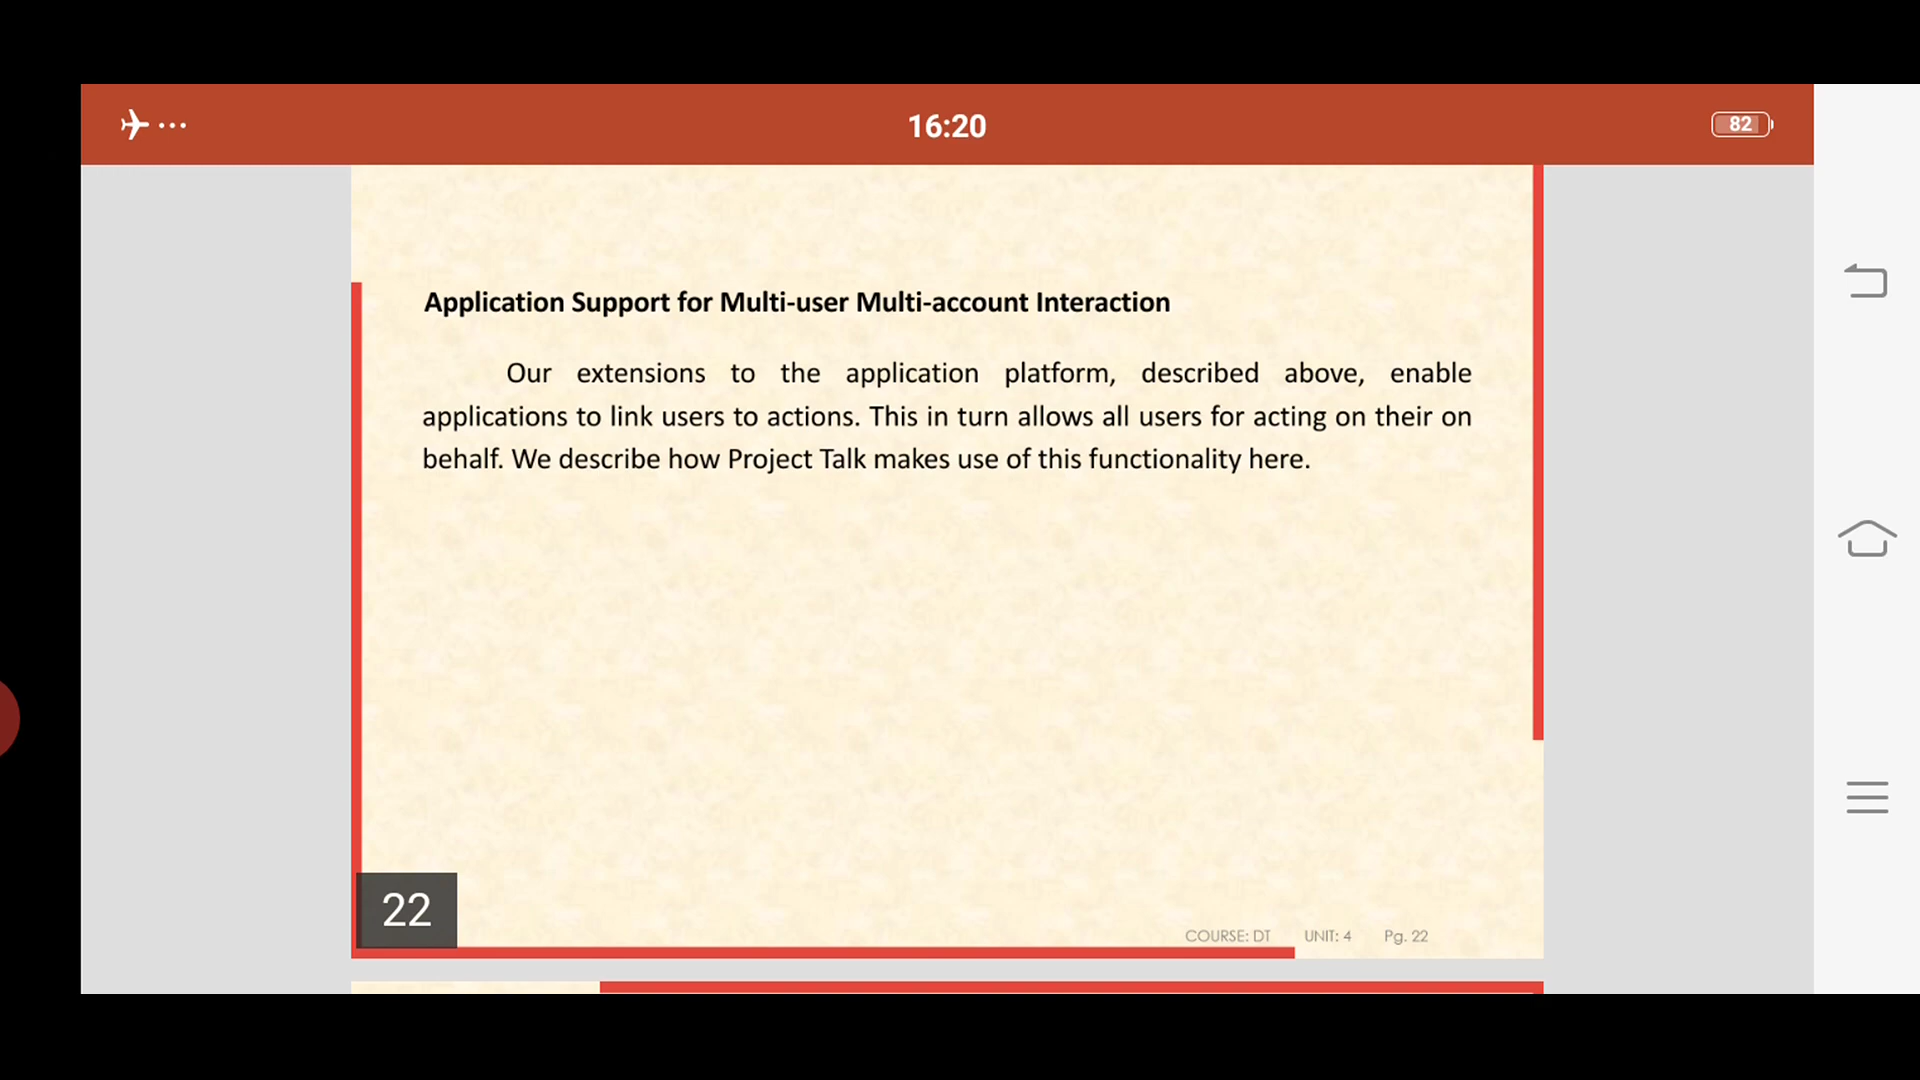 16:20
82
Application Support for Multi-user Multi-account Interaction
Our extensions to the application platform, described above, enable
applications to link users to actions. This in turn allows all users for acting on their on
behalf. We describe how Project Talk makes use of this functionality here.
22
COURSE: DT UNIT: 4 Pg. 22